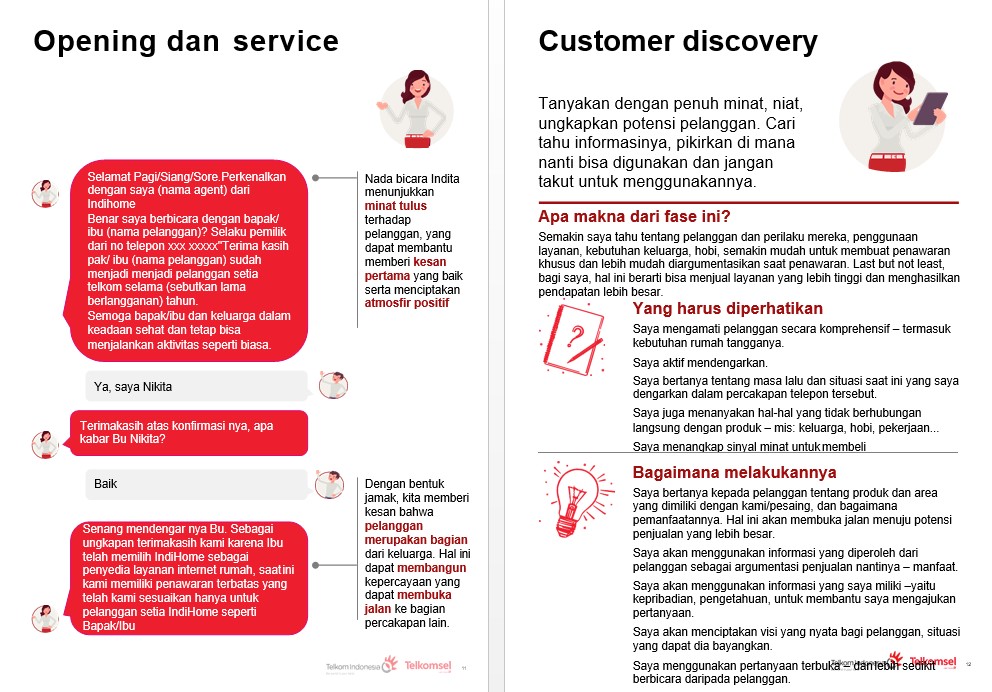 Opening dan service
Selamat Pagi/Siang/Sore.Perkenalkan
dengan saya (nama agent) dari
Indihome
Benar saya berbicara dengan bapak/
ibu (nama pelanggan)? Selaku pemilik
dari no telepon xxx xxxxx"Terima kasih
pak/ ibu (nama pelanggan) sudah
menjadi menjadi pelanggan setia
telkom selama (sebutkan lama
berlangganan) tahun.
Semoga bapak/ibu dan keluarga dalam
keadaan sehat dan tetap bisa
menjalankan aktivitas seperti biasa.
Nada bicara Indita
menunjukkan
minat tulus
terhadap
pelanggan, yang
dapat membantu
memberi kesan
pertama yang baik
serta menciptakan
atmosfir positif
Ya, saya Nikita
Terimakasih atas konfirmasi nya, apa
kabar Bu Nikita?
Baik
Senang mendengar nya Bu. Sebagai
ungkapan terimakasih kami karena Ibu
telah memilih IndiHome sebagai
penyedia layanan internet rumah, saat ini
kami memiliki penawaran terbatas yang
telah kami sesuaikan hanya untuk
pelanggan setia IndiHome seperti
Bapak/Ibu
Dengan bentuk
jamak, kita memberi
kesan bahwa
pelanggan
merupakan bagian
dari keluarga. Hal ini
dapat membangun
kepercayaan yang
dapat membuka
jalan ke bagian
percakapan lain.
Telkom Indonesia
Telkomsel
11
Customer discovery
Tanyakan dengan penuh minat, niat,
ungkapkan potensi pelanggan. Cari
tahu informasinya, pikirkan di mana
nanti bisa digunakan dan jangan
takut untuk menggunakannya.
Apa makna dari fase ini?
Semakin saya tahu tentang pelanggan dan perilaku mereka, penggunaan
layanan, kebutuhan keluarga, hobi, semakin mudah untuk membuat penawaran
khusus dan lebih mudah diargumentasikan saat penawaran. Last but not least,
bagi saya, hal ini berarti bisa menjual layanan yang lebih tinggi dan menghasilkan
pendapatan lebih besar.
Yang harus diperhatikan
Saya mengamati pelanggan secara komprehensif – termasuk
kebutuhan rumah tangganya.
Saya aktif mendengarkan.
Saya bertanya tentang masa lalu dan situasi saat ini yang saya
dengarkan dalam percakapan telepon tersebut.
Saya juga menanyakan hal-hal yang tidak berhubungan
langsung dengan produk – mis: keluarga, hobi, pekerjaan...
Saya menangkap sinyal minat untuk membeli
Bagaimana melakukannya
Saya bertanya kepada pelanggan tentang produk dan area
yang dimiliki dengan kami/pesaing, dan bagaimana
pemanfaatannya. Hal ini akan membuka jalan menuju potensi
penjualan yang lebih besar.
Saya akan menggunakan informasi yang diperoleh dari
pelanggan sebagai argumentasi penjualan nantinya – manfaat.
Saya akan menggunakan informasi yang saya miliki –yaitu
kepribadian, pengetahuan, untuk membantu saya mengajukan
pertanyaan.
Saya akan menciptakan visi yang nyata bagi pelanggan, situasi
yang dapat dia bayangkan.
Saya menggunakan pertanyaan terbuka – dan lebih sedikit
berbicara daripada pelanggan.
Telkom Indonesia
Telkomsel
12